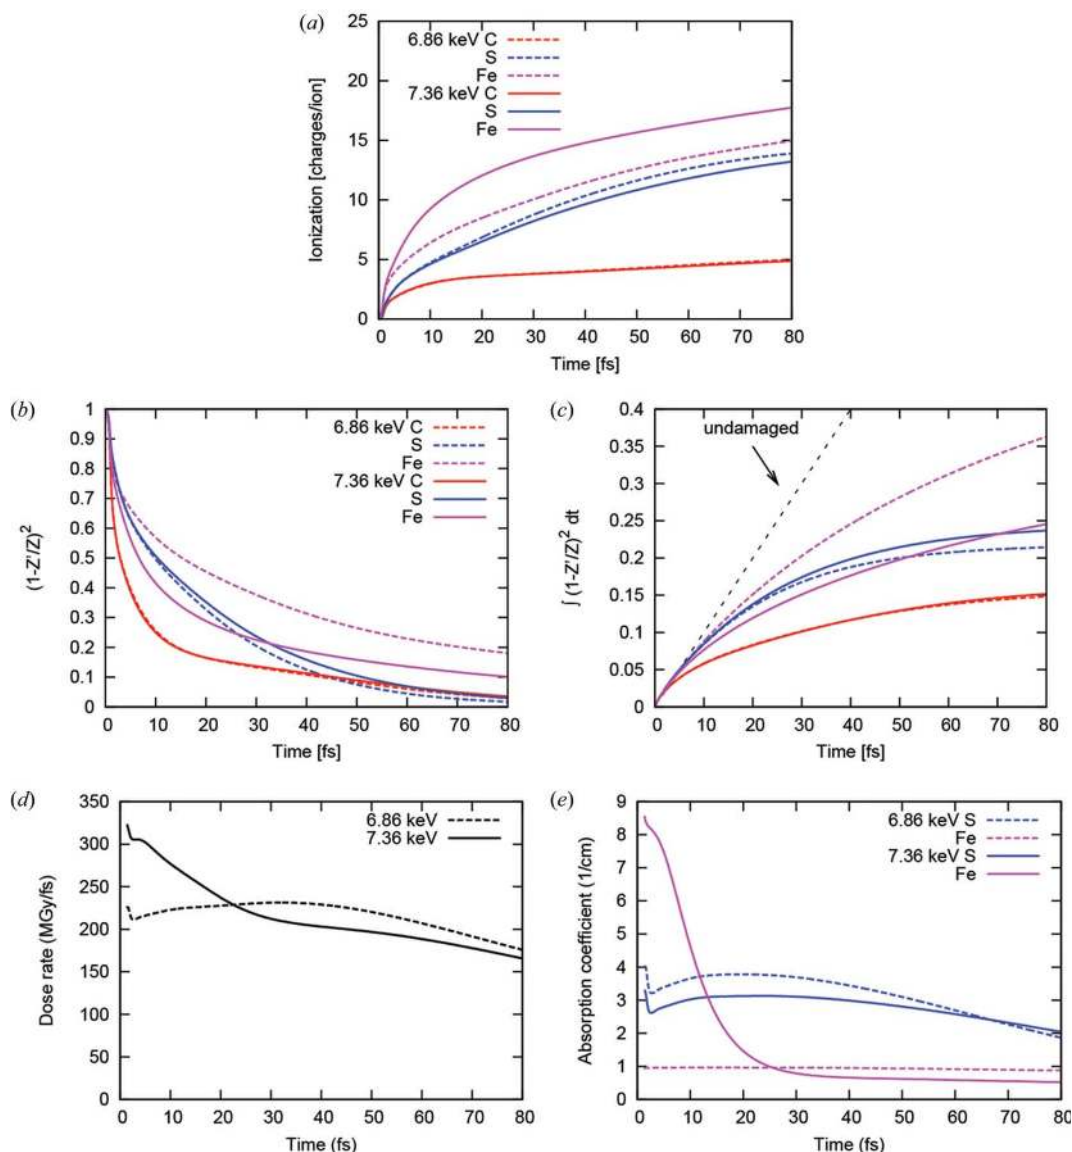 (a)
25
20
15
10
5
0
Ionization [charges/ion]
6.86 keV C
S
Fe
7.36 keV C
S
Fe
0 10 20 30 40 50 60 70 80
Time [fs]
(b)
1
0.9
0.8
0.7
0.6
0.5
0.4
0.3
0.2
0.1
0
(1-Z'/Z)²
6.86 keV C
S
Fe
7.36 keV C
S
Fe
0 10 20 30 40 50 60 70 80
Time [fs]
(c)
0.4
0.35
0.3
0.25
0.2
0.15
0.1
0.05
0
∫ (1-Z'/Z)² dt
undamaged
0 10 20 30 40 50 60 70 80
Time [fs]
(d)
350
300
250
200
150
100
50
0
Dose rate (MGy/fs)
6.86 keV
7.36 keV
0 10 20 30 40 50 60 70 80
Time (fs)
(e)
9
8
7
6
5
4
3
2
1
0
Absorption coefficient (1/cm)
6.86 keV S
Fe
7.36 keV S
Fe
0 10 20 30 40 50 60 70 80
Time (fs)